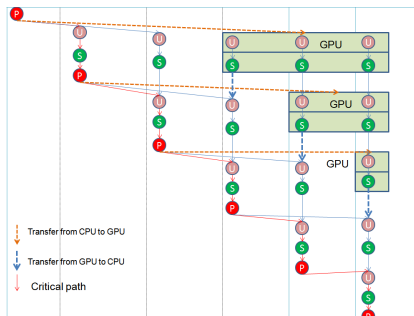 P
U U U U U
GPU
S S S S S
P
U U U U
GPU
S S S S
P
U U U
GPU
S S S
P
U U
Transfer from CPU to GPU
S S
Transfer from GPU to CPU
P
U
Critical path
S
P